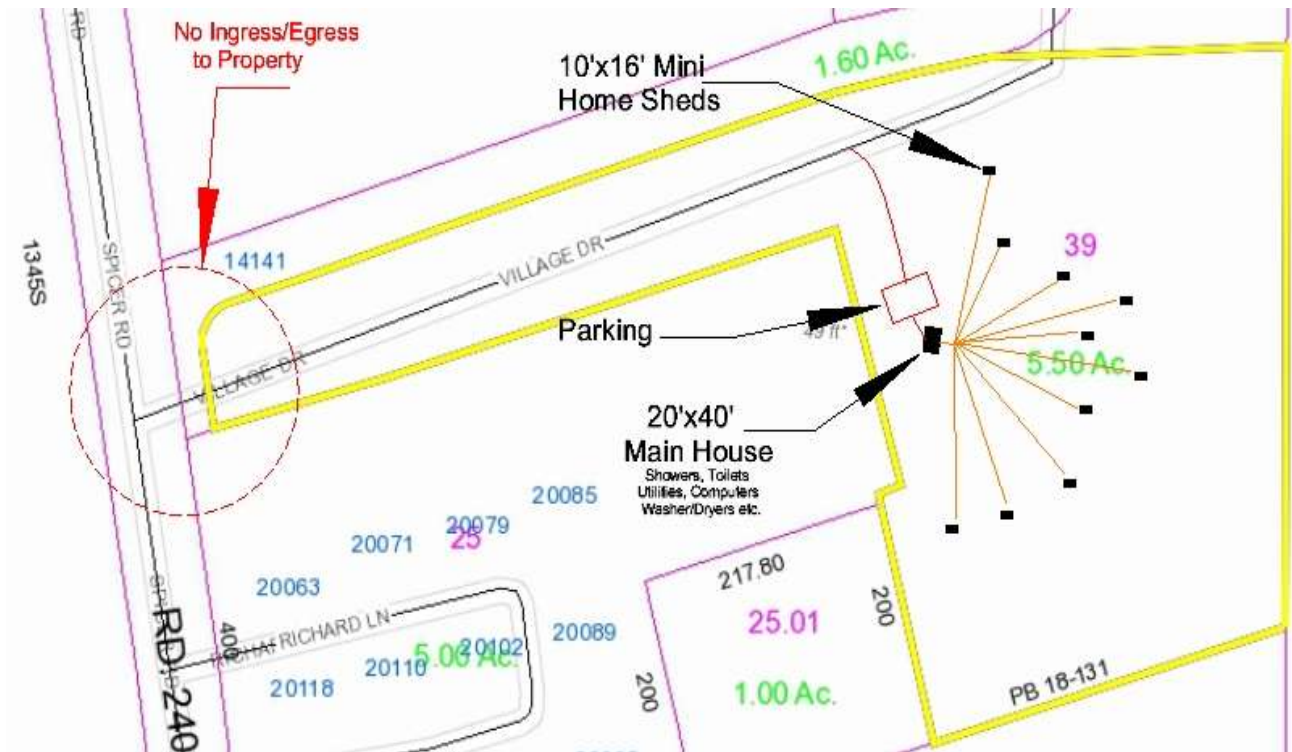 No Ingress/Egress
to Property
RD
10'x16' Mini
Home Sheds
1.60 Ac.
1345S
SPICER RD
14141
VILLAGE DR
39
Parking
49 ft*
VILLAGE DR
5.50 Ac.
20'x40'
Main House
Showers, Toilets
Utilities, Computers
Washer/Dryers etc.
20085
20079
25
20071
20063
217.80
200
25.01
RD. 240
400
RICHARD LN
20089
20102
5.00 Ac.
20110
20118
200
1.00 Ac.
PB 18-131